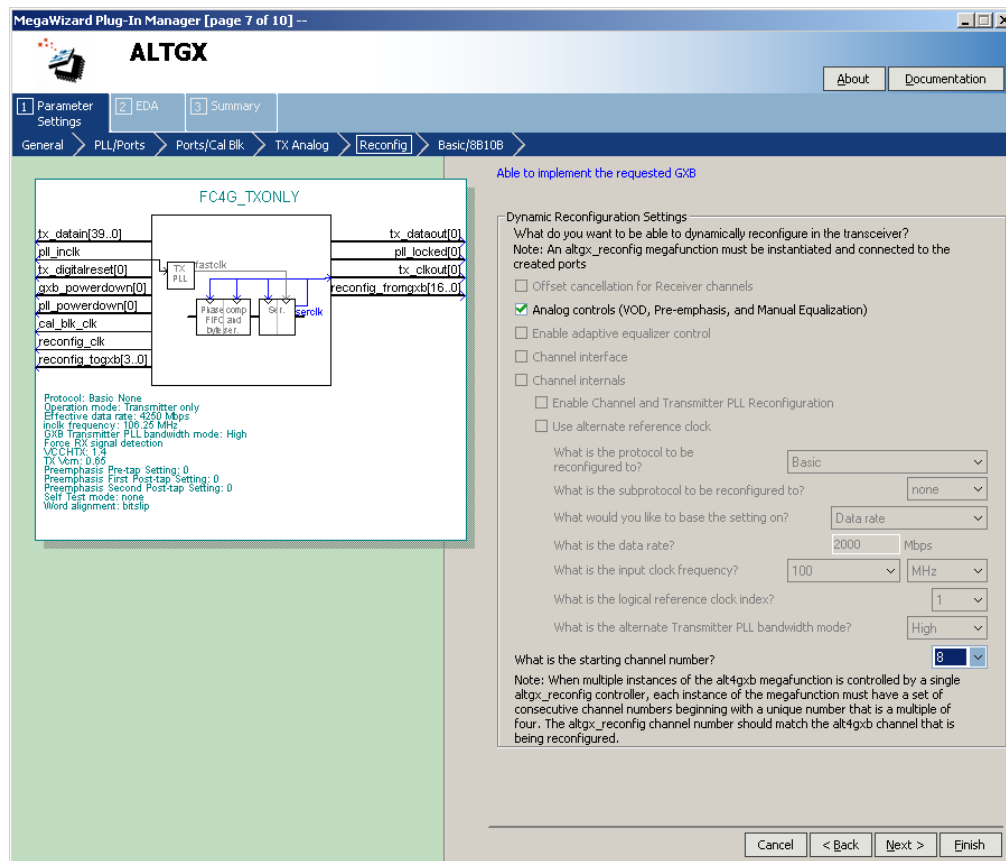 MegaWizard Plug-In Manager [page 7 of 10] --
ALTGX
About
Documentation
1 Parameter Settings
2 EDA
3 Summary
General
PLL/Ports
Ports/Cal Blk
TX Analog
Reconfig
Basic/8B10B
FC4G_TXONLY
tx_datain[39..0]
pll_inclk
tx_digitalreset[0]
gxb_powerdown[0]
pll_powerdown[0]
cal_blk_clk
reconfig_clk
reconfig_togxb[3..0]
tx_dataout[0]
pll_locked[0]
tx_clkout[0]
reconfig_fromgxb[16..0]
TX
PLL
fastclk
Phase comp
FIFO and
byte ser.
Ser.
serclk
Protocol: Basic None
Operation mode: Transmitter only
Effective data rate: 4250 Mbps
inclk frequency: 106.25 MHz
GXB Transmitter PLL bandwidth mode: High
Force RX signal detection
VCCHTX: 1.4
TX Vcm: 0.65
Preemphasis Pre-tap Setting: 0
Preemphasis First Post-tap Setting: 0
Preemphasis Second Post-tap Setting: 0
Self Test mode: none
Word alignment: bitslip
Able to implement the requested GXB
Dynamic Reconfiguration Settings
What do you want to be able to dynamically reconfigure in the transceiver?
Note: An altgx_reconfig megafunction must be instantiated and connected to the
created ports
Offset cancellation for Receiver channels
Analog controls (VOD, Pre-emphasis, and Manual Equalization)
Enable adaptive equalizer control
Channel interface
Channel internals
Enable Channel and Transmitter PLL Reconfiguration
Use alternate reference clock
What is the protocol to be
reconfigured to?
Basic
What is the subprotocol to be reconfigured to? none
What would you like to base the setting on? Data rate
What is the data rate? 2000 Mbps
What is the input clock frequency? 100 MHz
What is the logical reference clock index? 1
What is the alternate Transmitter PLL bandwidth mode? High
What is the starting channel number? 8
Note: When multiple instances of the alt4gxb megafunction is controlled by a single
altgx_reconfig controller, each instance of the megafunction must have a set of
consecutive channel numbers beginning with a unique number that is a multiple of
four. The altgx_reconfig channel number should match the alt4gxb channel that is
being reconfigured.
Cancel
< Back
Next >
Finish